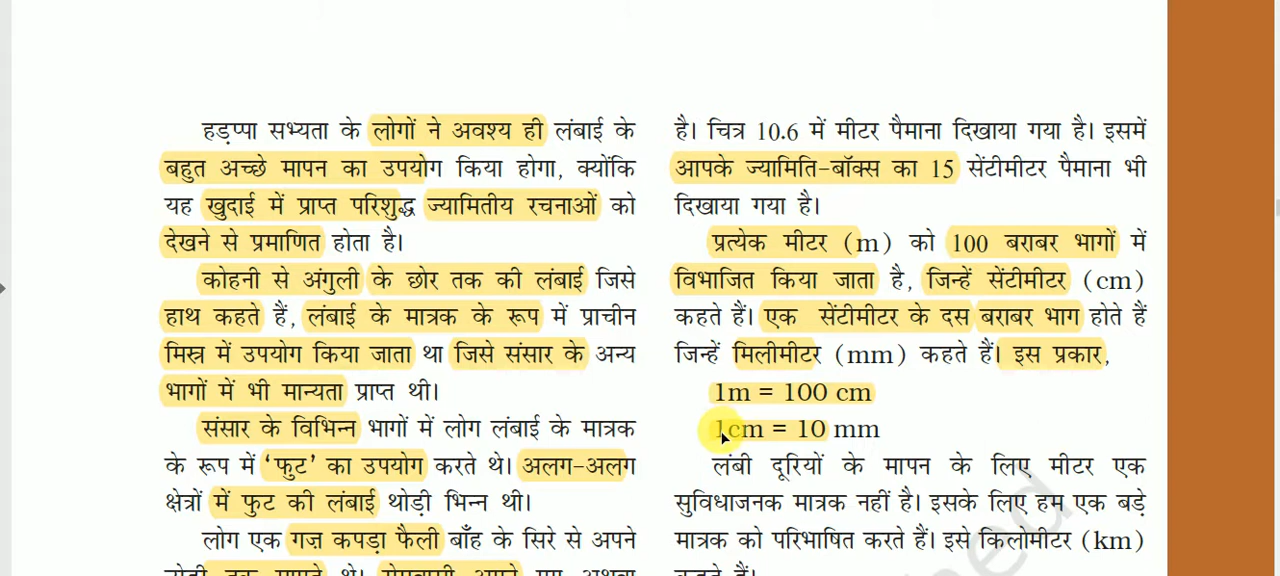 हड़प्पा सभ्यता के लोगों ने अवश्य ही लंबाई के
बहुत अच्छे मापन का उपयोग किया होगा, क्योंकि
यह खुदाई में प्राप्त परिशुद्ध ज्यामितीय रचनाओं को
देखने से प्रमाणित होता है।
कोहनी से अंगुली के छोर तक की लंबाई जिसे
हाथ कहते हैं, लंबाई के मात्रक के रूप में प्राचीन
मिस्र में उपयोग किया जाता था जिसे संसार के अन्य
भागों में भी मान्यता प्राप्त थी।
संसार के विभिन्न भागों में लोग लंबाई के मात्रक
के रूप में ‘फुट’ का उपयोग करते थे। अलग-अलग
क्षेत्रों में फुट की लंबाई थोड़ी भिन्न थी।
लोग एक गज़ कपड़ा फैली बाँह के सिरे से अपने
है। चित्र 10.6 में मीटर पैमाना दिखाया गया है। इसमें
आपके ज्यामिति-बॉक्स का 15 सेंटीमीटर पैमाना भी
दिखाया गया है।
प्रत्येक मीटर (m) को 100 बराबर भागों में
विभाजित किया जाता है, जिन्हें सेंटीमीटर (cm)
कहते हैं। एक सेंटीमीटर के दस बराबर भाग होते हैं
जिन्हें मिलीमीटर (mm) कहते हैं। इस प्रकार,
1m = 100 cm
1cm = 10 mm
लंबी दूरियों के मापन के लिए मीटर एक
सुविधाजनक मात्रक नहीं है। इसके लिए हम एक बड़े
मात्रक को परिभाषित करते हैं। इसे किलोमीटर (km)
कहते हैं।